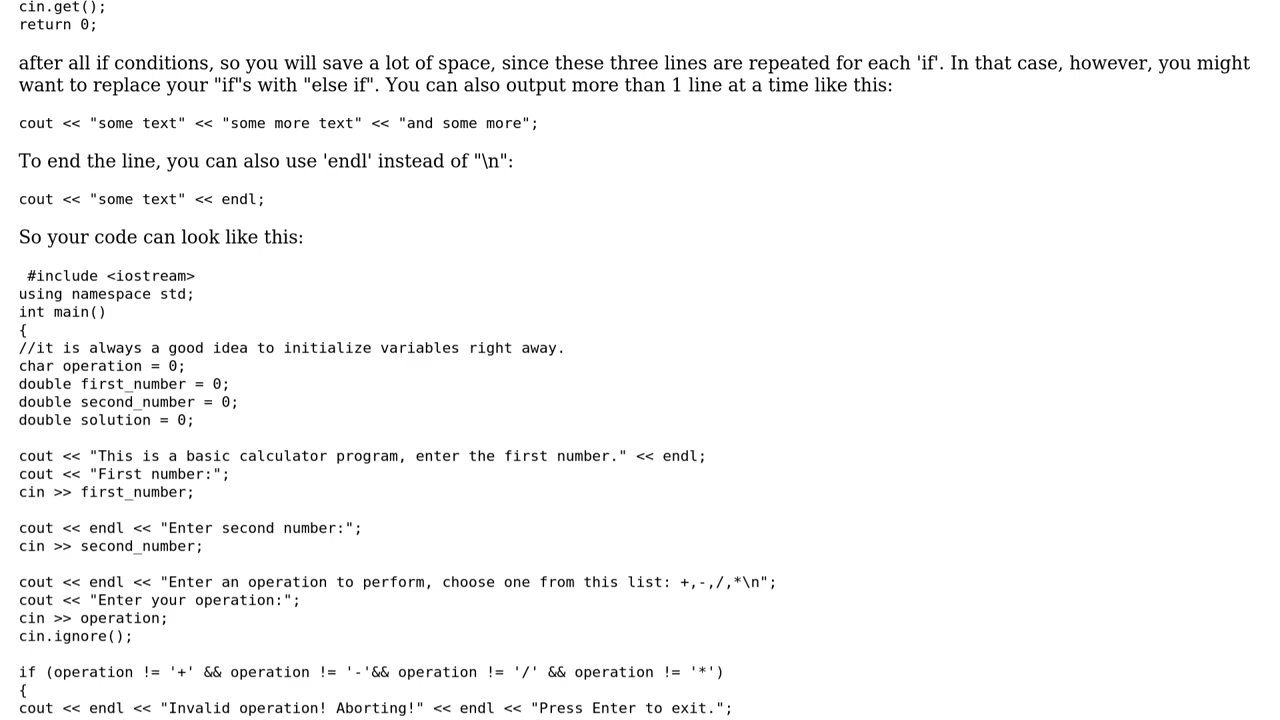 cin.get();
return 0;
after all if conditions, so you will save a lot of space, since these three lines are repeated for each 'if'. In that case, however, you might
want to replace your "if"s with "else if". You can also output more than 1 line at a time like this:
cout << "some text" << "some more text" << "and some more";
To end the line, you can also use 'endl' instead of "\n":
cout << "some text" << endl;
So your code can look like this:
#include <iostream>
using namespace std;
int main()
{
//it is always a good idea to initialize variables right away.
char operation = 0;
double first_number = 0;
double second_number = 0;
double solution = 0;
cout << "This is a basic calculator program, enter the first number." << endl;
cout << "First number:";
cin >> first_number;
cout << endl << "Enter second number:";
cin >> second_number;
cout << endl << "Enter an operation to perform, choose one from this list: +,-,/,*\n";
cout << "Enter your operation:";
cin >> operation;
cin.ignore();
if (operation != '+' && operation != '-'&& operation != '/' && operation != '*')
{
cout << endl << "Invalid operation! Aborting!" << endl << "Press Enter to exit.";